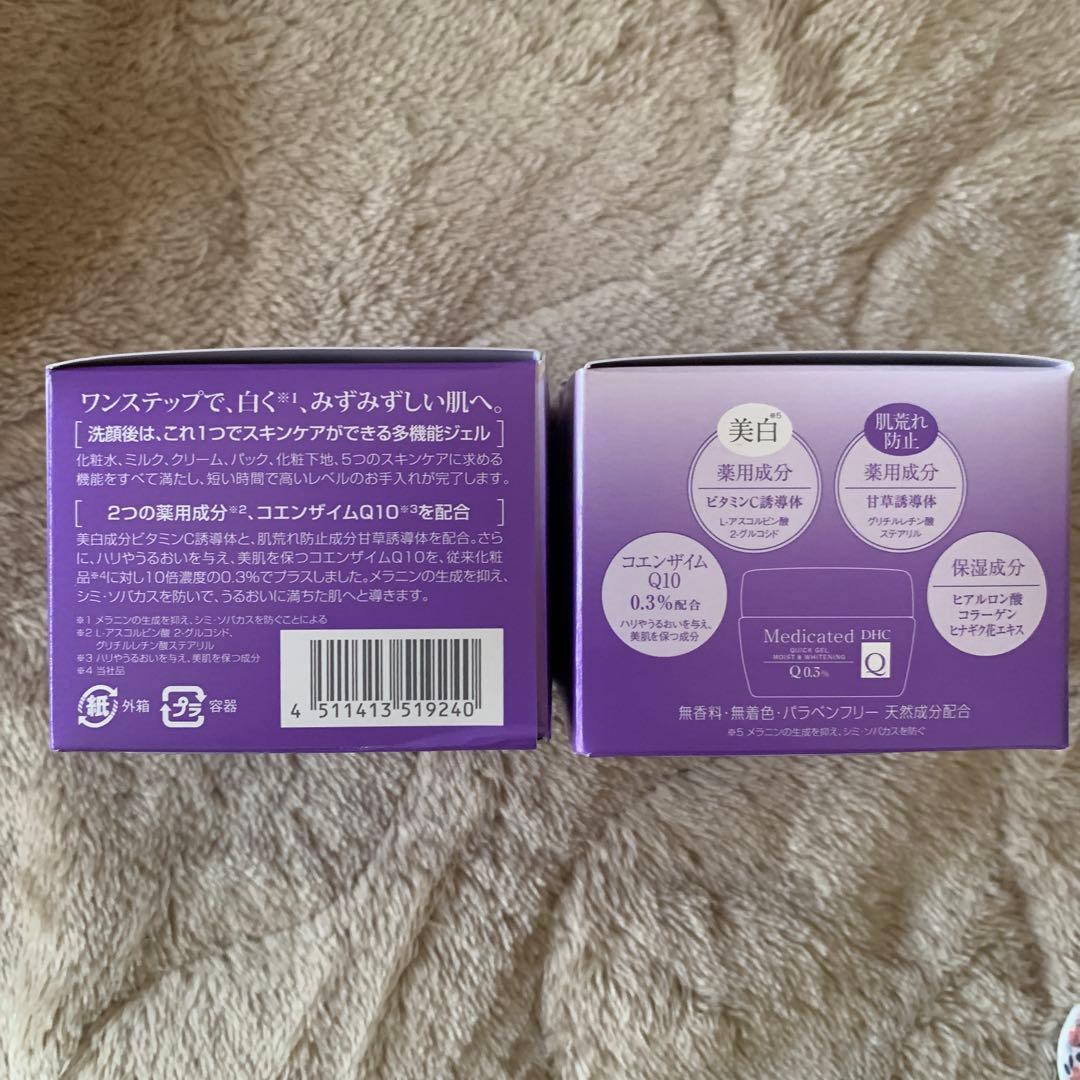 ワンステップで、白く※1、みずみずしい肌へ。
[洗顔後は、これ1つでスキンケアができる多機能ジェル]
化粧水、ミルク、クリーム、パック、化粧下地、5つのスキンケアに求める
機能をすべて満たし、短い時間で高いレベルのお手入れが完了します。
[2つの薬用成分※2、コエンザイムQ10※3を配合]
美白成分ビタミンC誘導体と、肌荒れ防止成分甘草誘導体を配合。さら
に、ハリやうるおいを与え、美肌を保つコエンザイムQ10を、従来化粧
品※4に対し10倍濃度の0.3%でプラスしました。メラニンの生成を抑え、
シミ・ソバカスを防いで、うるおいに満ちた肌へと導きます。
※1 メラニンの生成を抑え、シミ・ソバカスを防ぐことによる
※2 L-アスコルビン酸 2-グルコシド、
グリチルレチン酸ステアリル
※3 ハリやうるおいを与え、美肌を保つ成分
※4 当社品
紙 外箱 プラ 容器
4 511413 519240
美白※5
薬用成分
ビタミンC誘導体
L-アスコルビン酸
2-グルコシド
肌荒れ
防止
薬用成分
甘草誘導体
グリチルレチン酸
ステアリル
コエンザイム
Q10
0.3%配合
ハリやうるおいを与え、
美肌を保つ成分
保湿成分
ヒアルロン酸
コラーゲン
ヒナギク花エキス
Medicated DHC
QUICK GEL
MOIST & WHITENING
Q 0.3%
Q
無香料・無着色・パラベンフリー 天然成分配合
※5 メラニンの生成を抑え、シミ・ソバカスを防ぐ